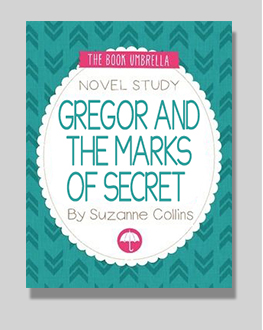 THE BOOK UMBRELLA
NOVEL STUDY
GREGOR AND
THE MARKS
OF SECRET
By Suzanne Collins